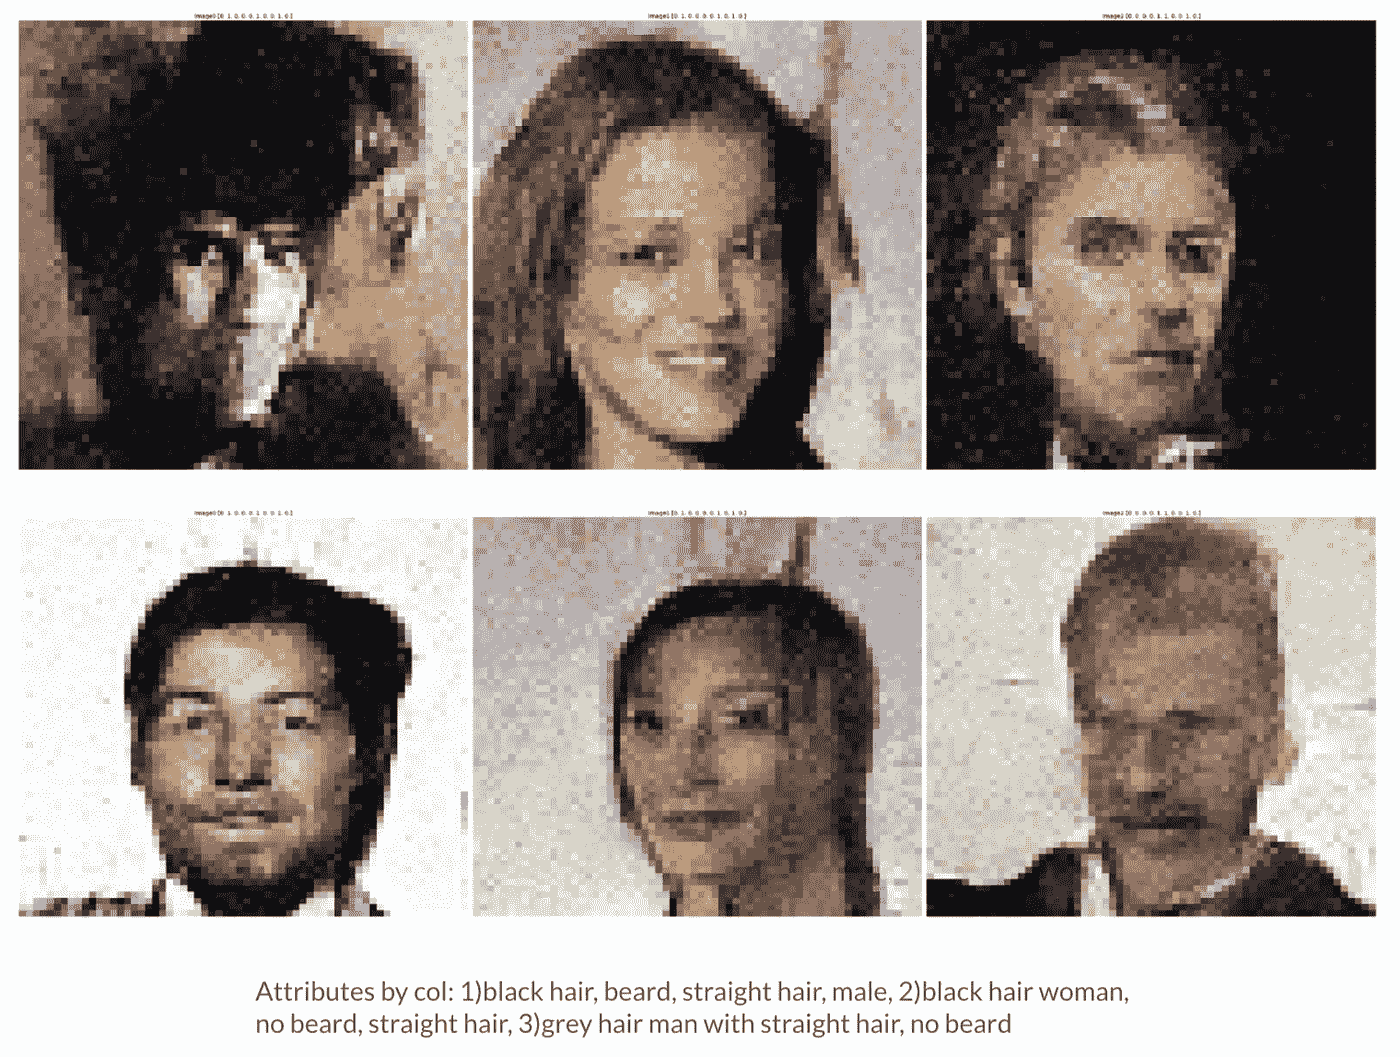 Attributes by col: 1)black hair, beard, straight hair, male, 2)black hair woman,
no beard, straight hair, 3)grey hair man with straight hair, no beard